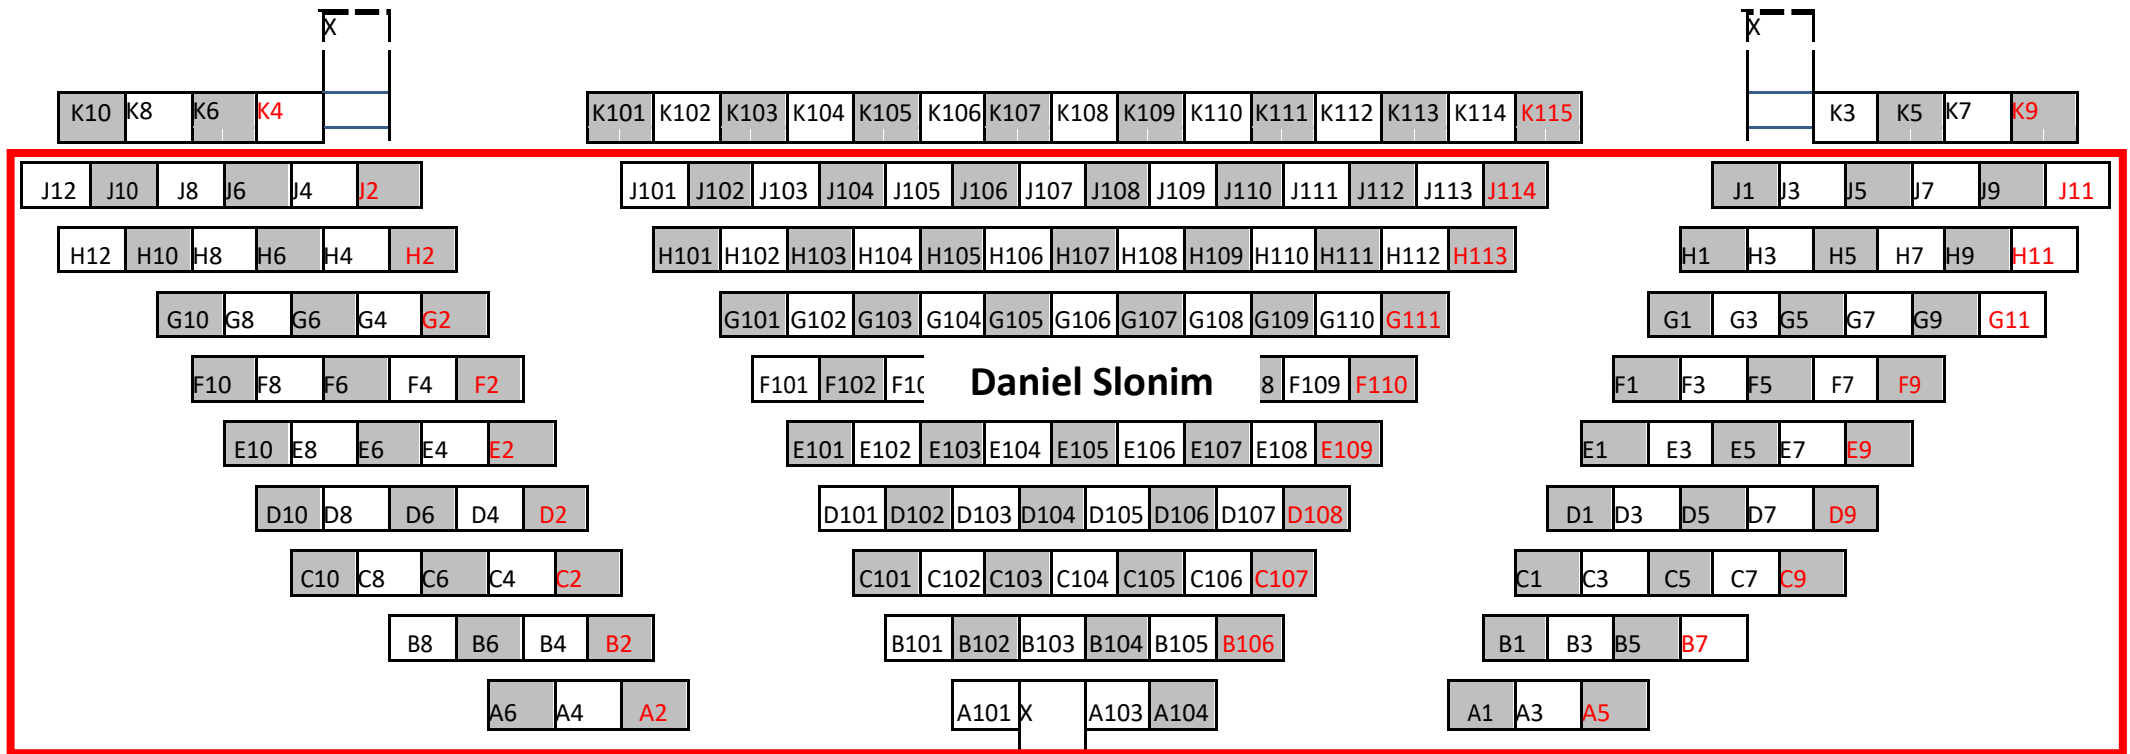 X X
K10 K8 K6 K4 K101 K102 K103 K104 K105 K106 K107 K108 K109 K110 K111 K112 K113 K114 K115 K3 K5 K7 K9
J12 J10 J8 J6 J4 J2 J101 J102 J103 J104 J105 J106 J107 J108 J109 J110 J111 J112 J113 J114 J1 J3 J5 J7 J9 J11
H12 H10 H8 H6 H4 H2 H101 H102 H103 H104 H105 H106 H107 H108 H109 H110 H111 H112 H113 H1 H3 H5 H7 H9 H11
G10 G8 G6 G4 G2 G101 G102 G103 G104 G105 G106 G107 G108 G109 G110 G111 G1 G3 G5 G7 G9 G11
F10 F8 F6 F4 F2 F101 F102 Daniel Slonim F109 F110 F1 F3 F5 F7 F9
E10 E8 E6 E4 E2 E101 E102 E103 E104 E105 E106 E107 E108 E109 E1 E3 E5 E7 E9
D10 D8 D6 D4 D2 D101 D102 D103 D104 D105 D106 D107 D108 D1 D3 D5 D7 D9
C10 C8 C6 C4 C2 C101 C102 C103 C104 C105 C106 C107 C1 C3 C5 C7 C9
B8 B6 B4 B2 B101 B102 B103 B104 B105 B106 B1 B3 B5 B7
A6 A4 A2 A101 X A103 A104 A1 A3 A5